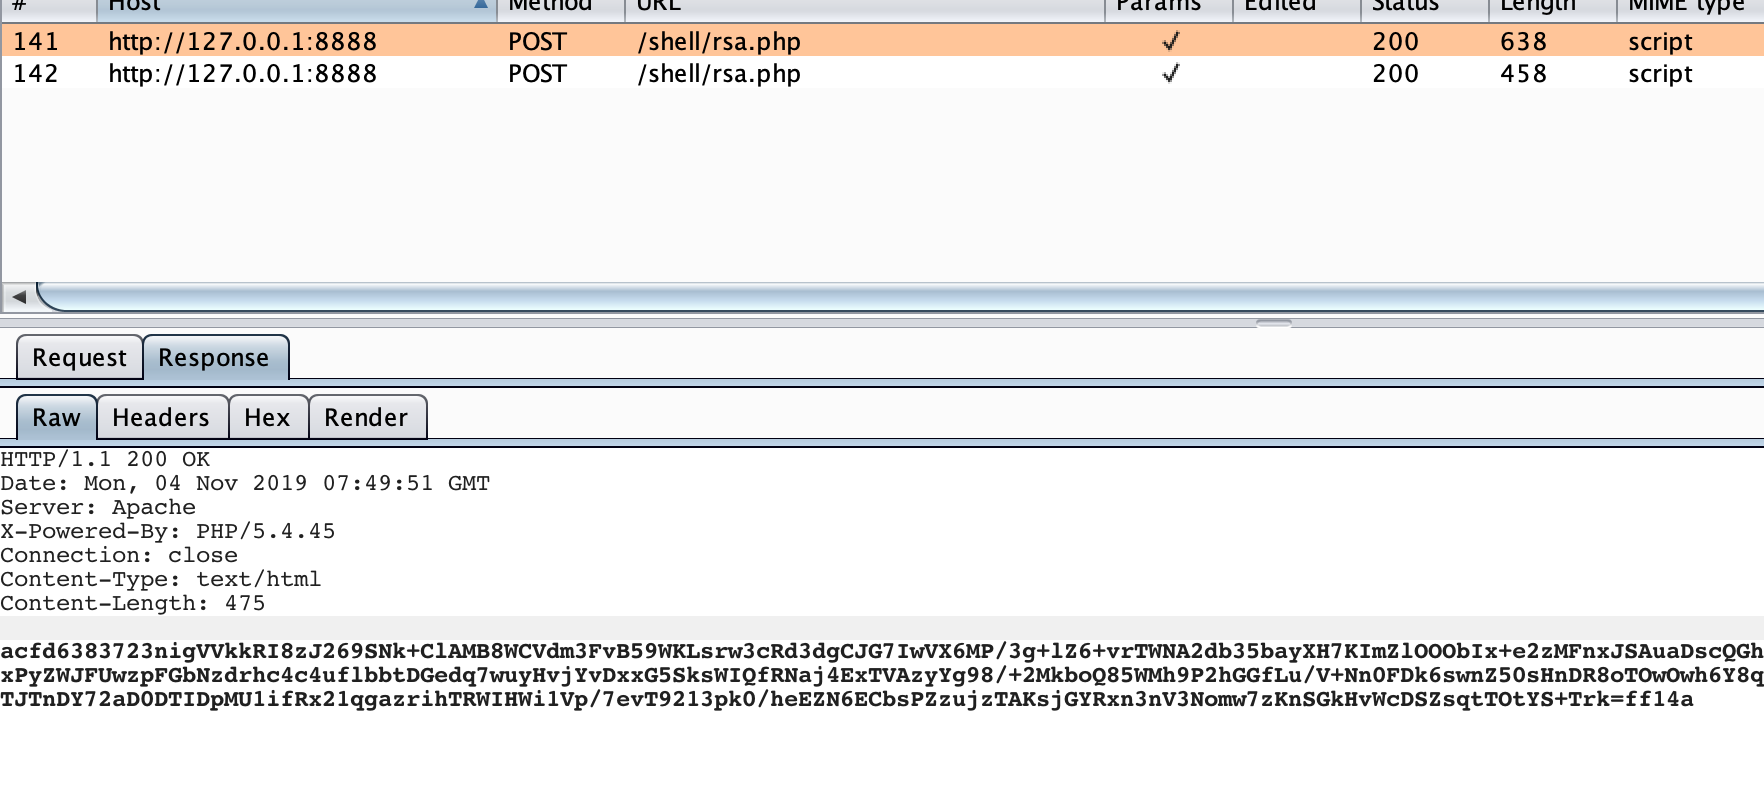 # Host Method URL Params Edited Status Length MIME type
141 http://127.0.0.1:8888 POST /shell/rsa.php ✓ 200 638 script
142 http://127.0.0.1:8888 POST /shell/rsa.php ✓ 200 458 script
Request Response
Raw Headers Hex Render
HTTP/1.1 200 OK
Date: Mon, 04 Nov 2019 07:49:51 GMT
Server: Apache
X-Powered-By: PHP/5.4.45
Connection: close
Content-Type: text/html
Content-Length: 475
acfd6383723nigVVkkRI8zJ269SNk+ClAMB8WCVdm3FvB59WKLsrw3cRd3dgCJG7IwVX6MP/3g+lZ6+vrTWNA2db35bayXH7KImZlOOObIx+e2zMFnxJSAuaDscQGh
xPyZWJFUwzpFGbNzdrhc4c4uflbbtDGedq7wuyHvjYvDxxG5SksWIQfRNaj4ExTVAzyYg98/+2MkboQ85WMh9P2hGGfLu/V+Nn0FDk6swnZ50sHnDR8oTOwOwh6Y8q
TJTnDY72aD0DTIDpMU1ifRx21qgazrihTRWIHWi1Vp/7evT9213pk0/heEZN6ECbsPZzujzTAKsjGYRxn3nV3Nomw7zKnSGkHvWcDSZsqtTOtYS+Trk=ff14a